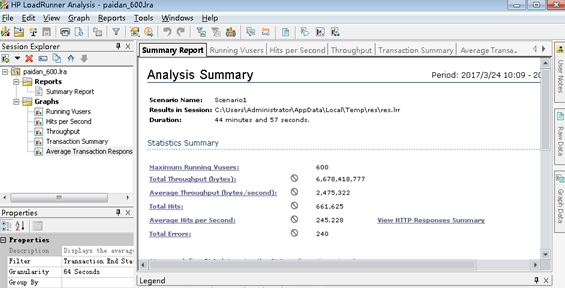 HP LoadRunner Analysis - paidan_600.lra
File Edit View Graph Reports Tools Windows Help
Session Explorer
paidan_600.lra
Reports
Summary Report
Graphs
Running Vusers
Hits per Second
Throughput
Transaction Summary
Average Transaction Respons
Properties
Properties
Description Displays the average
Filter Transaction End Stat
Granularity 64 Seconds
Group By
Summary Report Running Vusers Hits per Second Throughput Transaction Summary Average Transa
Analysis Summary Period: 2017/3/24 10:09 - 20
Scenario Name: Scenario1
Results in Session: C:\Users\Administrator\AppData\Local\Temp\res\res.lrr
Duration: 44 minutes and 57 seconds.
Statistics Summary
Maximum Running Vusers: 600
Total Throughput (bytes): 6,678,418,777
Average Throughput (bytes/second): 2,475,322
Total Hits: 661,625
Average Hits per Second: 245.228 View HTTP Responses Summary
Total Errors: 240
Legend
User Notes
Raw Data
Graph Data